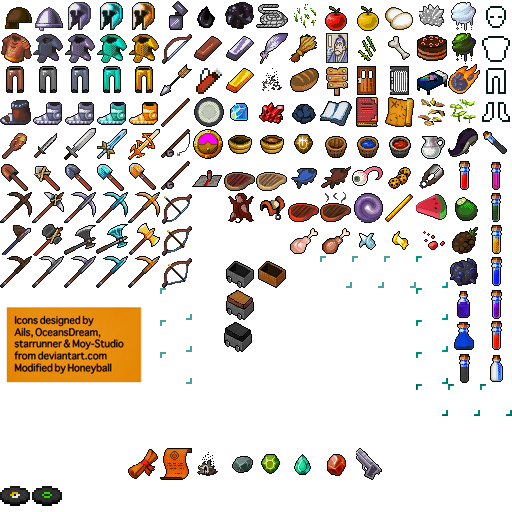 Icons designed by
Ails, OceansDream,
starrunner & Moy-Studio
from deviantart.com
Modified by Honeyball